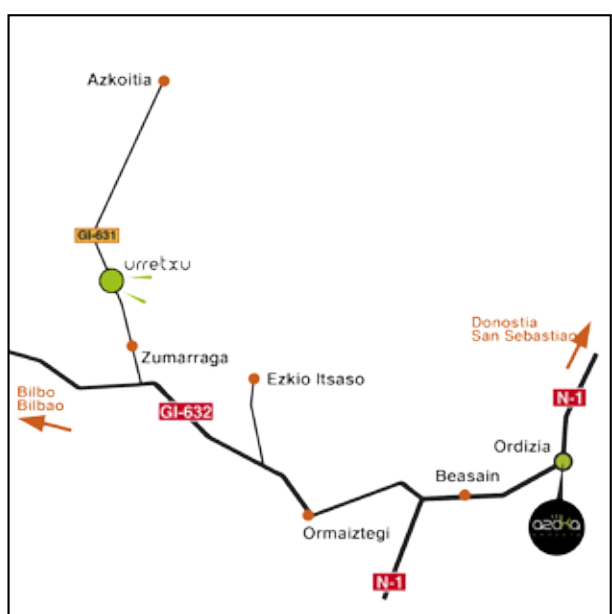 Azkoitia
GI-631
urretxu
Zumarraga
Donostia
San Sebastian
Bilbo
Bilbao
Ezkio Itsaso
GI-632
N-1
Ordizia
Beasain
azoka
Ormaiztegi
N-1